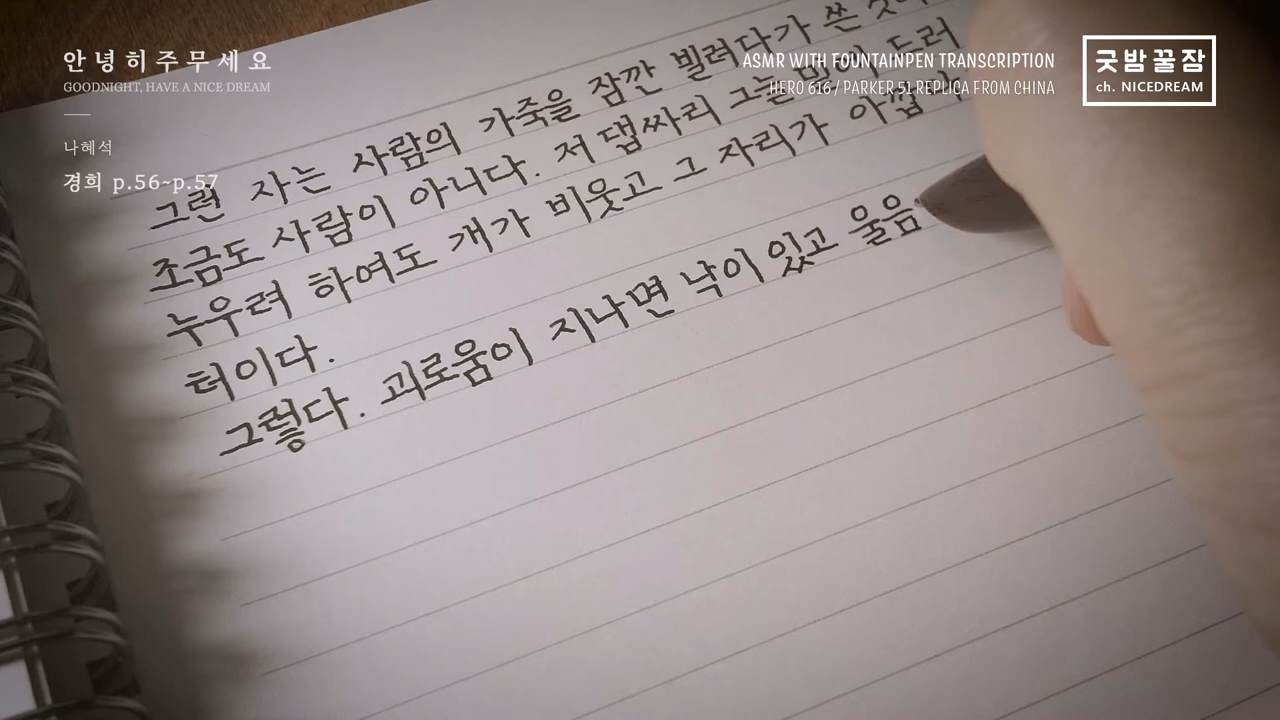 안녕히주무세요
GOODNIGHT, HAVE A NICE DREAM
나혜석
경희 p.56~p.57
ASMR WITH FOUNTAINPEN TRANSCRIPTION
HERO 616 / PARKER 51 REPLICA FROM CHINA
굿밤꿀잠
ch. NICEDREAM
그런 자는 사람의 가죽을 잠깐 빌려다가 쓴
조금도 사람이 아니다. 저 댑싸리 그늘 밑에 드러
누우려 하여도 개가 비웃고 그 자리가 아깝다
터이다.
그렇다. 괴로움이 지나면 낙이 있고 울음